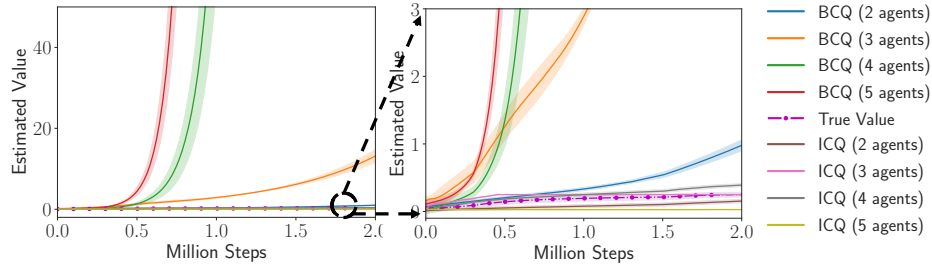 Estimated Value
40
20
0
0.0
0.5
1.0
1.5
2.0
Million Steps
Estimated Value
3
2
1
0
0.0
0.5
1.0
1.5
2.0
Million Steps
BCQ (2 agents)
BCQ (3 agents)
BCQ (4 agents)
BCQ (5 agents)
True Value
ICQ (2 agents)
ICQ (3 agents)
ICQ (4 agents)
ICQ (5 agents)